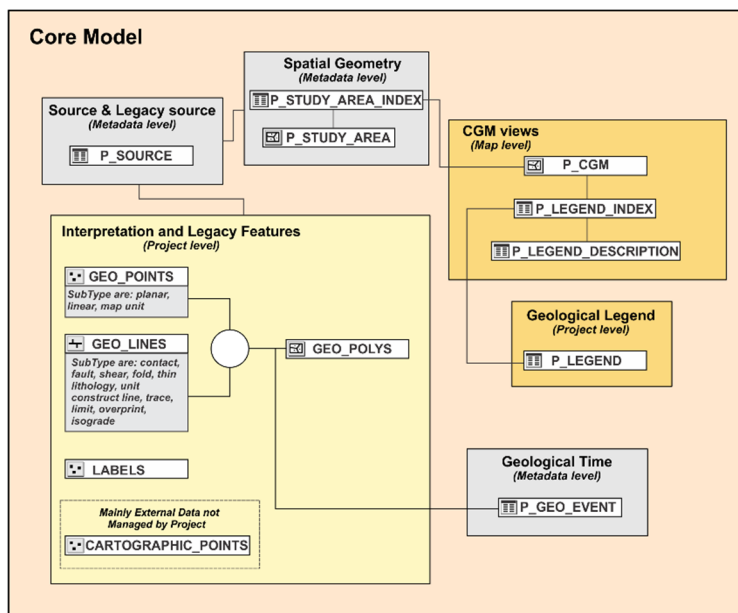 Core Model
Spatial Geometry
(Metadata level)
P_STUDY_AREA_INDEX
P_STUDY_AREA
Source & Legacy source
(Metadata level)
P_SOURCE
CGM views
(Map level)
P_CGM
P_LEGEND_INDEX
P_LEGEND_DESCRIPTION
Interpretation and Legacy Features
(Project level)
GEO_POINTS
SubType are: planar,
linear, map unit
GEO_LINES
SubType are: contact,
fault, shear, fold, thin
lithology, unit
construct line, trace,
limit, overprint,
isograde
GEO_POLYS
LABELS
Mainly External Data not
Managed by Project
CARTOGRAPHIC_POINTS
Geological Legend
(Project level)
P_LEGEND
Geological Time
(Metadata level)
P_GEO_EVENT